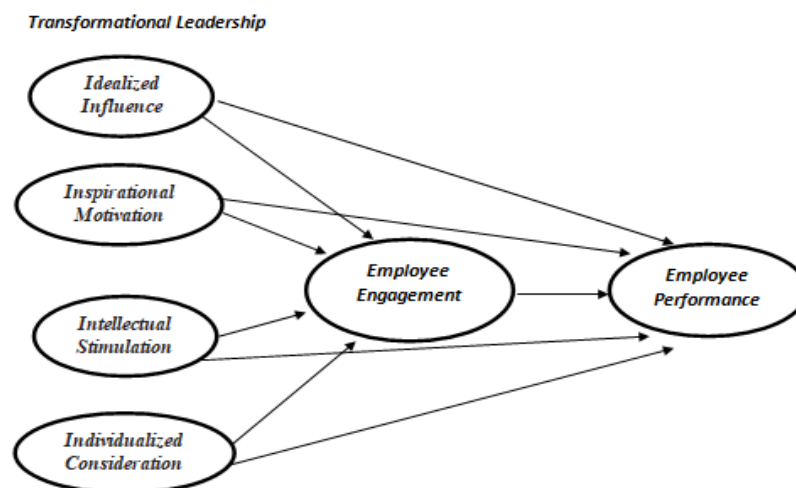 Transformational Leadership
Idealized
Influence
Inspirational
Motivation
Employee
Engagement
Employee
Performance
Intellectual
Stimulation
Individualized
Consideration